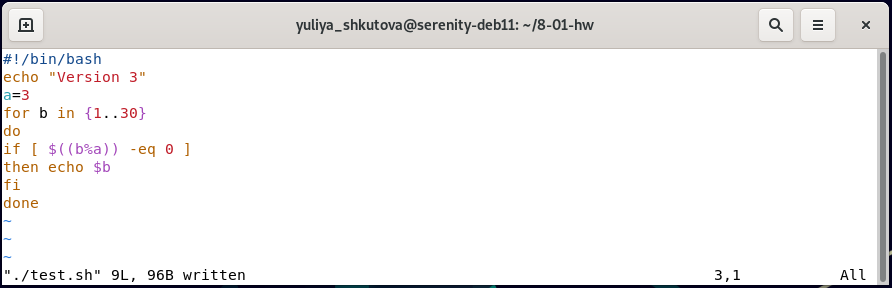 yuliya_shkutova@serenity-deb11: ~/8-01-hw
#!/bin/bash
echo "Version 3"
a=3
for b in {1..30}
do
if [ $((b%a)) -eq 0 ]
then echo $b
fi
done
~
~
~
"./test.sh" 9L, 96B written 3,1 All